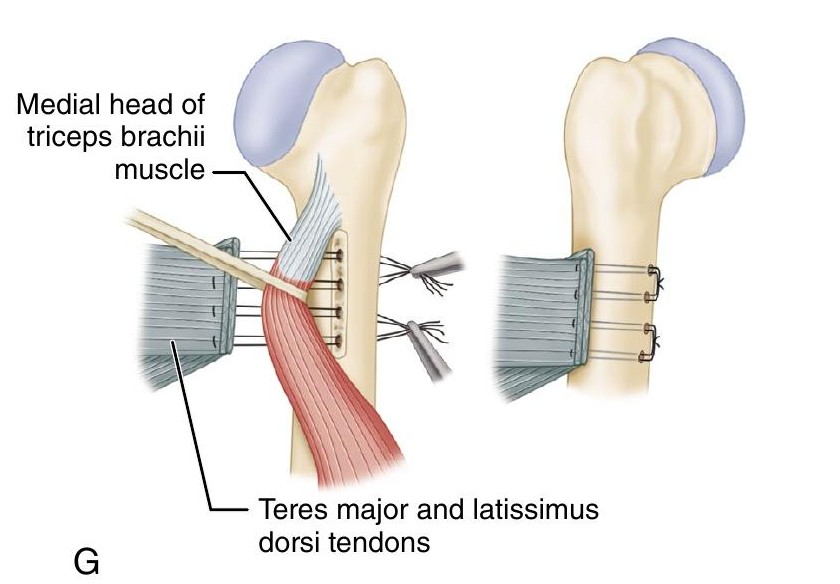 Medial head of
triceps brachii
muscle
Teres major and latissimus
dorsi tendons
G